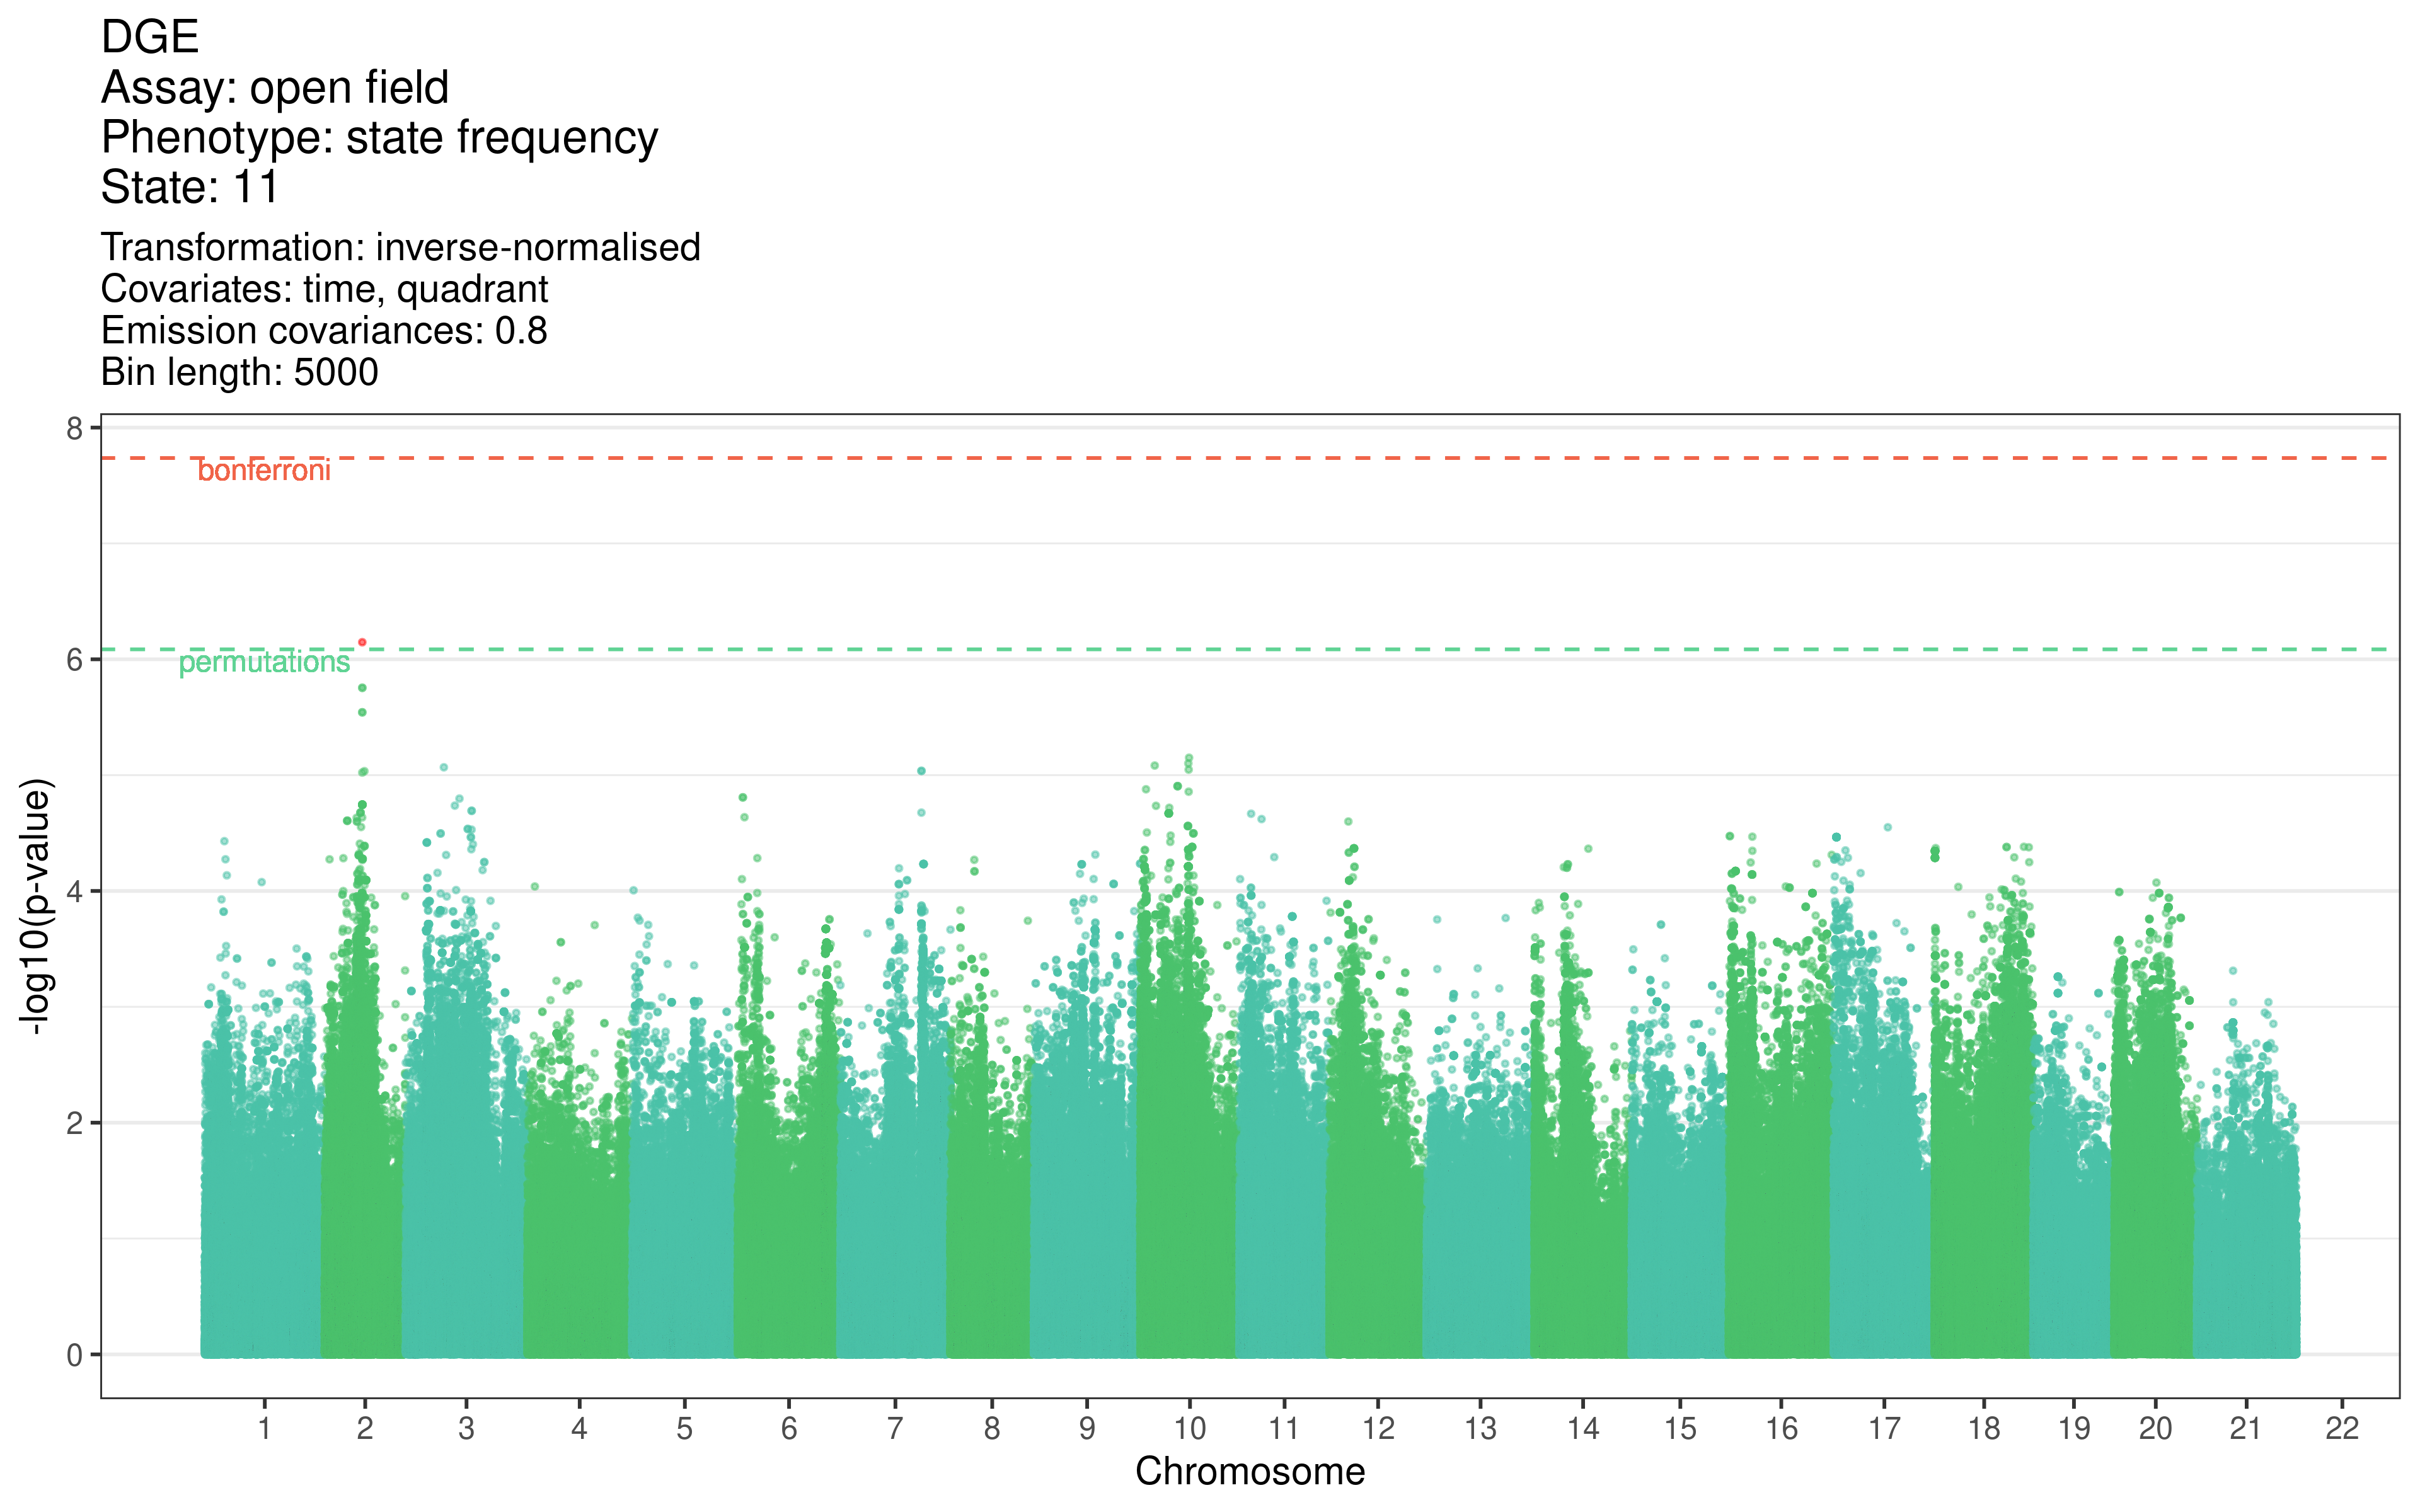 DGE
Assay: open field
Phenotype: state frequency
State: 11
Transformation: inverse-normalised
Covariates: time, quadrant
Emission covariances: 0.8
Bin length: 5000
8
bonferroni
6
permutations
4
2
0
-log10(p-value)
1 2 3 4 5 6 7 8 9 10 11 12 13 14 15 16 17 18 19 20 21 22
Chromosome